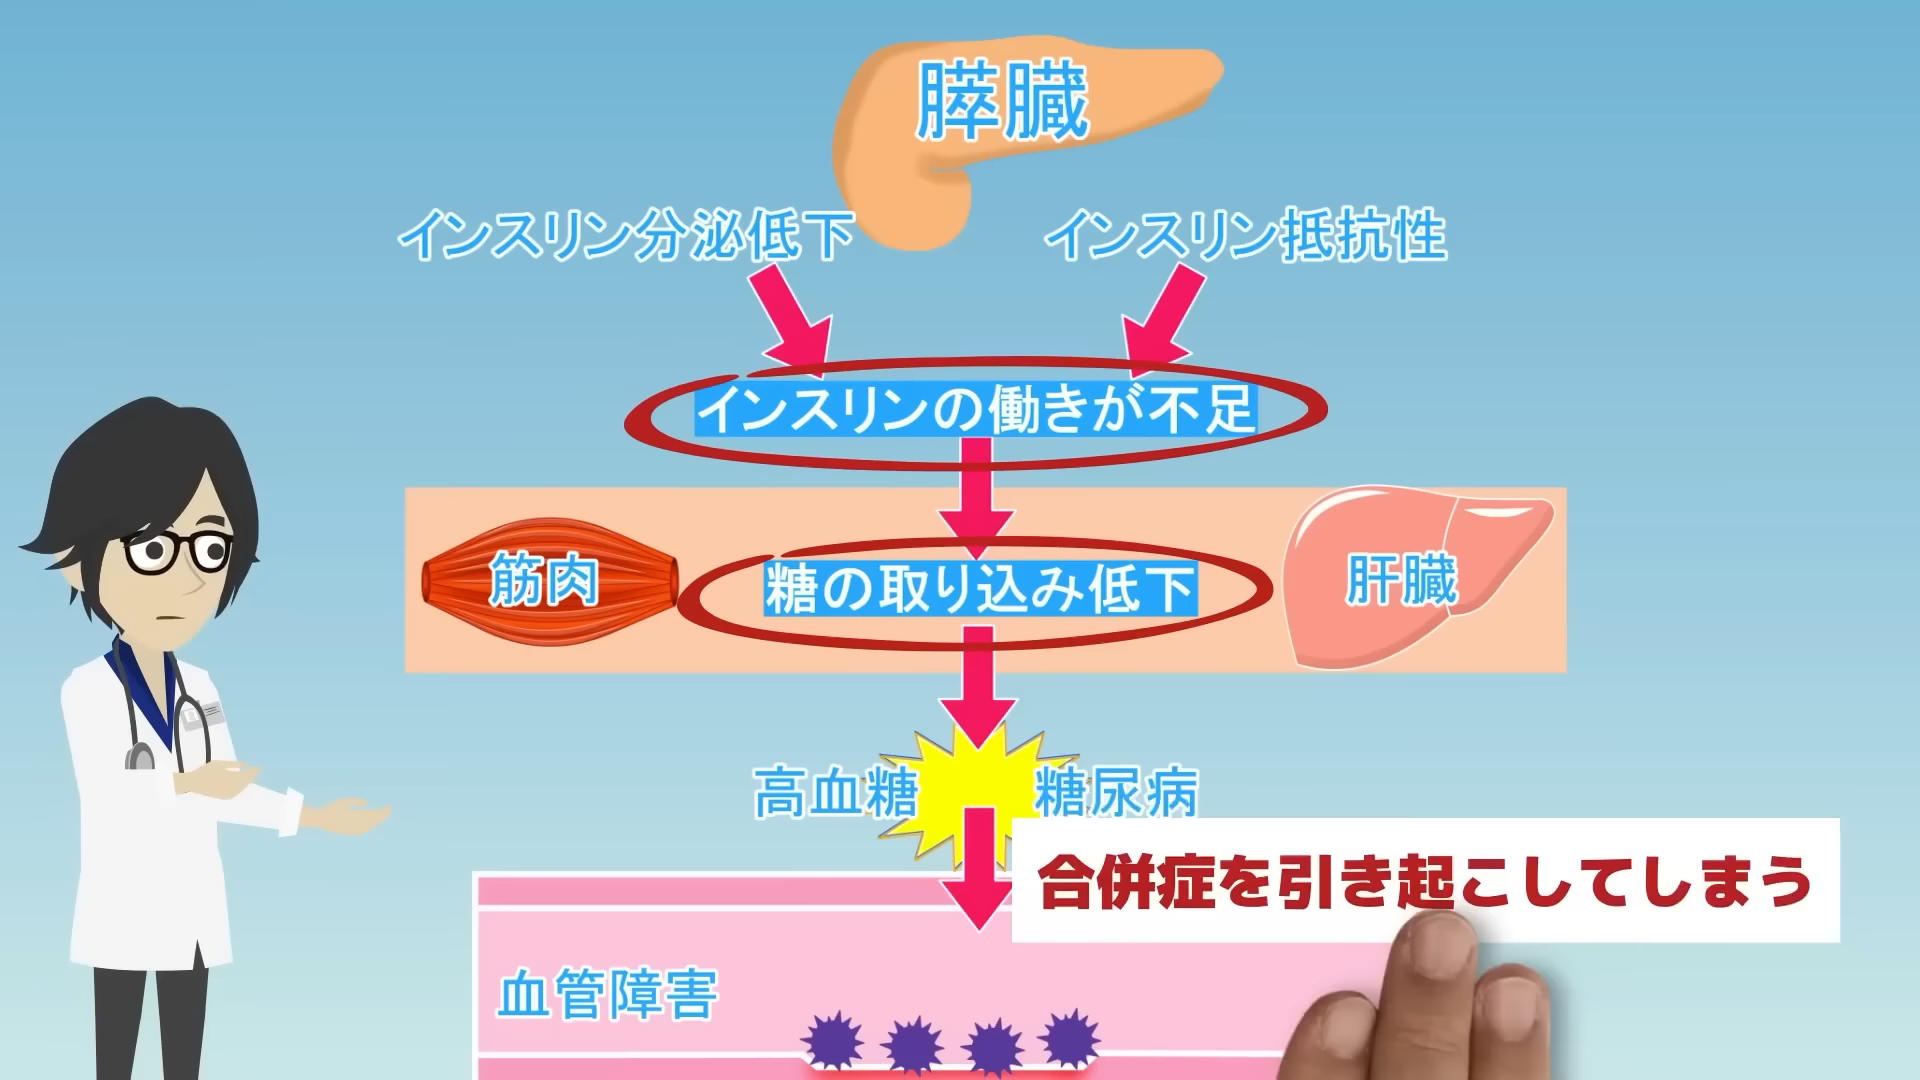 膵臓
インスリン分泌低下
インスリン抵抗性
インスリンの働きが不足
筋肉
糖の取り込み低下
肝臓
高血糖
糖尿病
合併症を引き起こしてしまう
血管障害